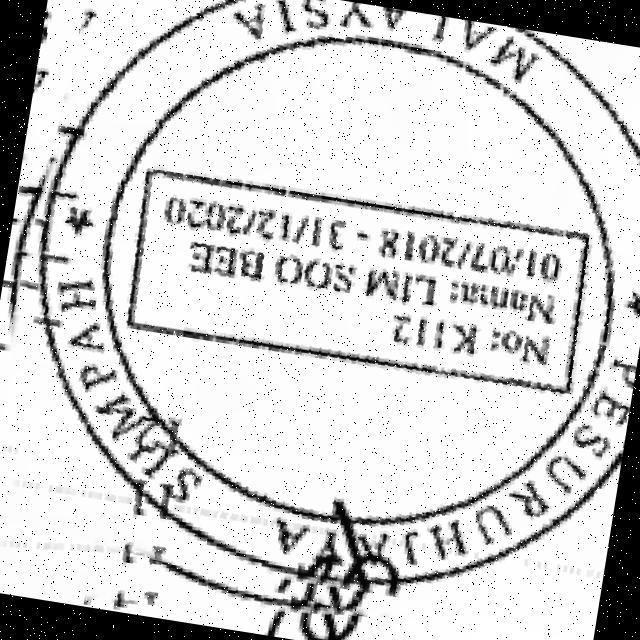 PESURUHJAYA SUMPAH
No: K112
Nama: LIM SOO BEE
01/07/2018 - 31/12/2020
MALAYSIA